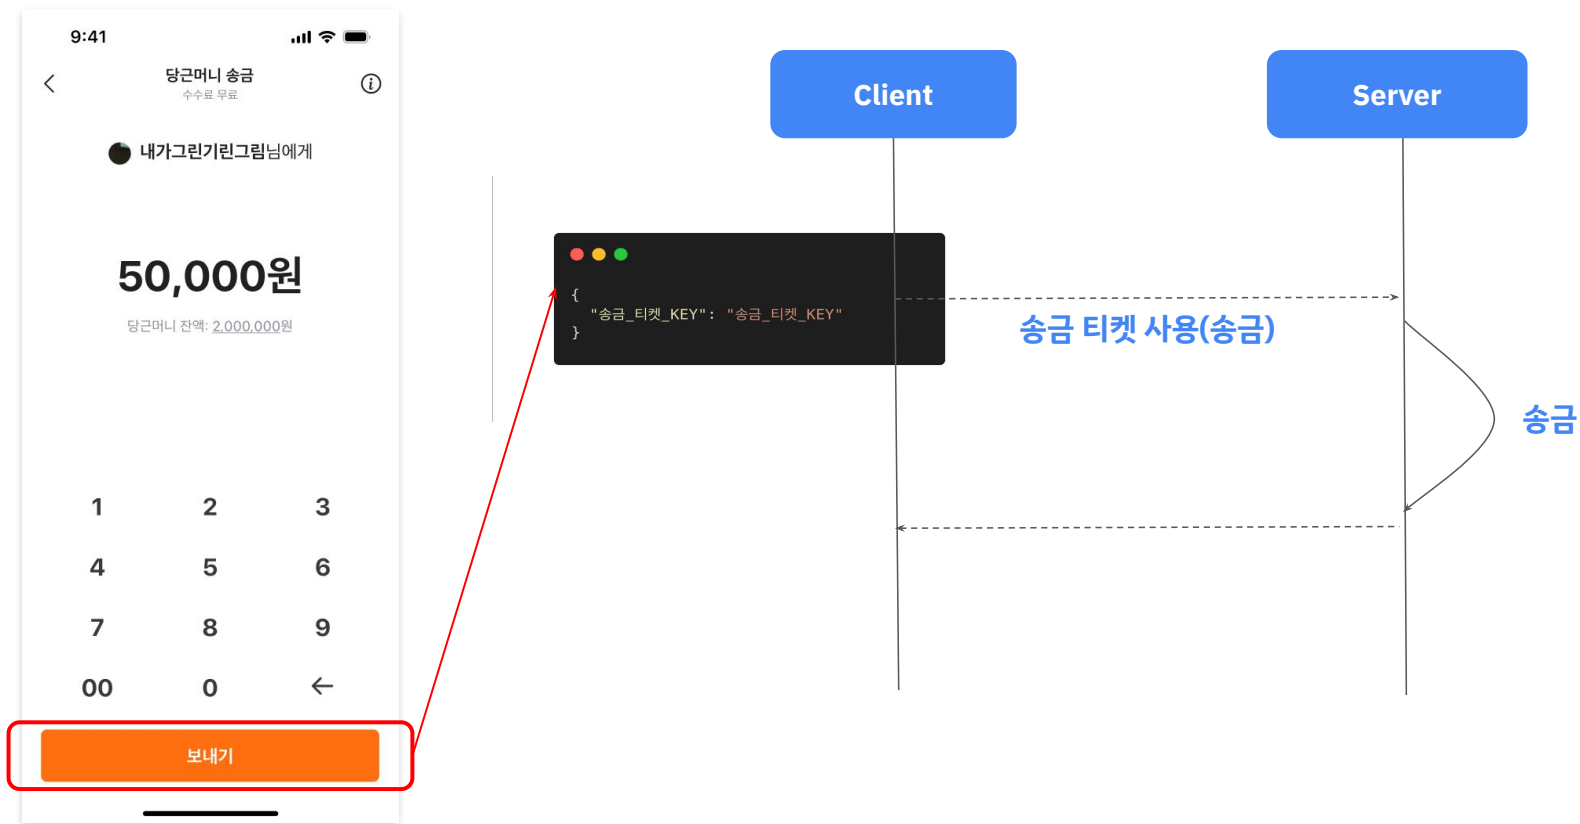 9:41
당근머니 송금
수수료 무료
내가그린기린그림님에게
50,000원
당근머니 잔액: 2,000,000원
1 2 3
4 5 6
7 8 9
00 0
보내기
{
"송금_티켓_KEY": "송금_티켓_KEY"
}
Client
Server
송금 티켓 사용(송금)
송금